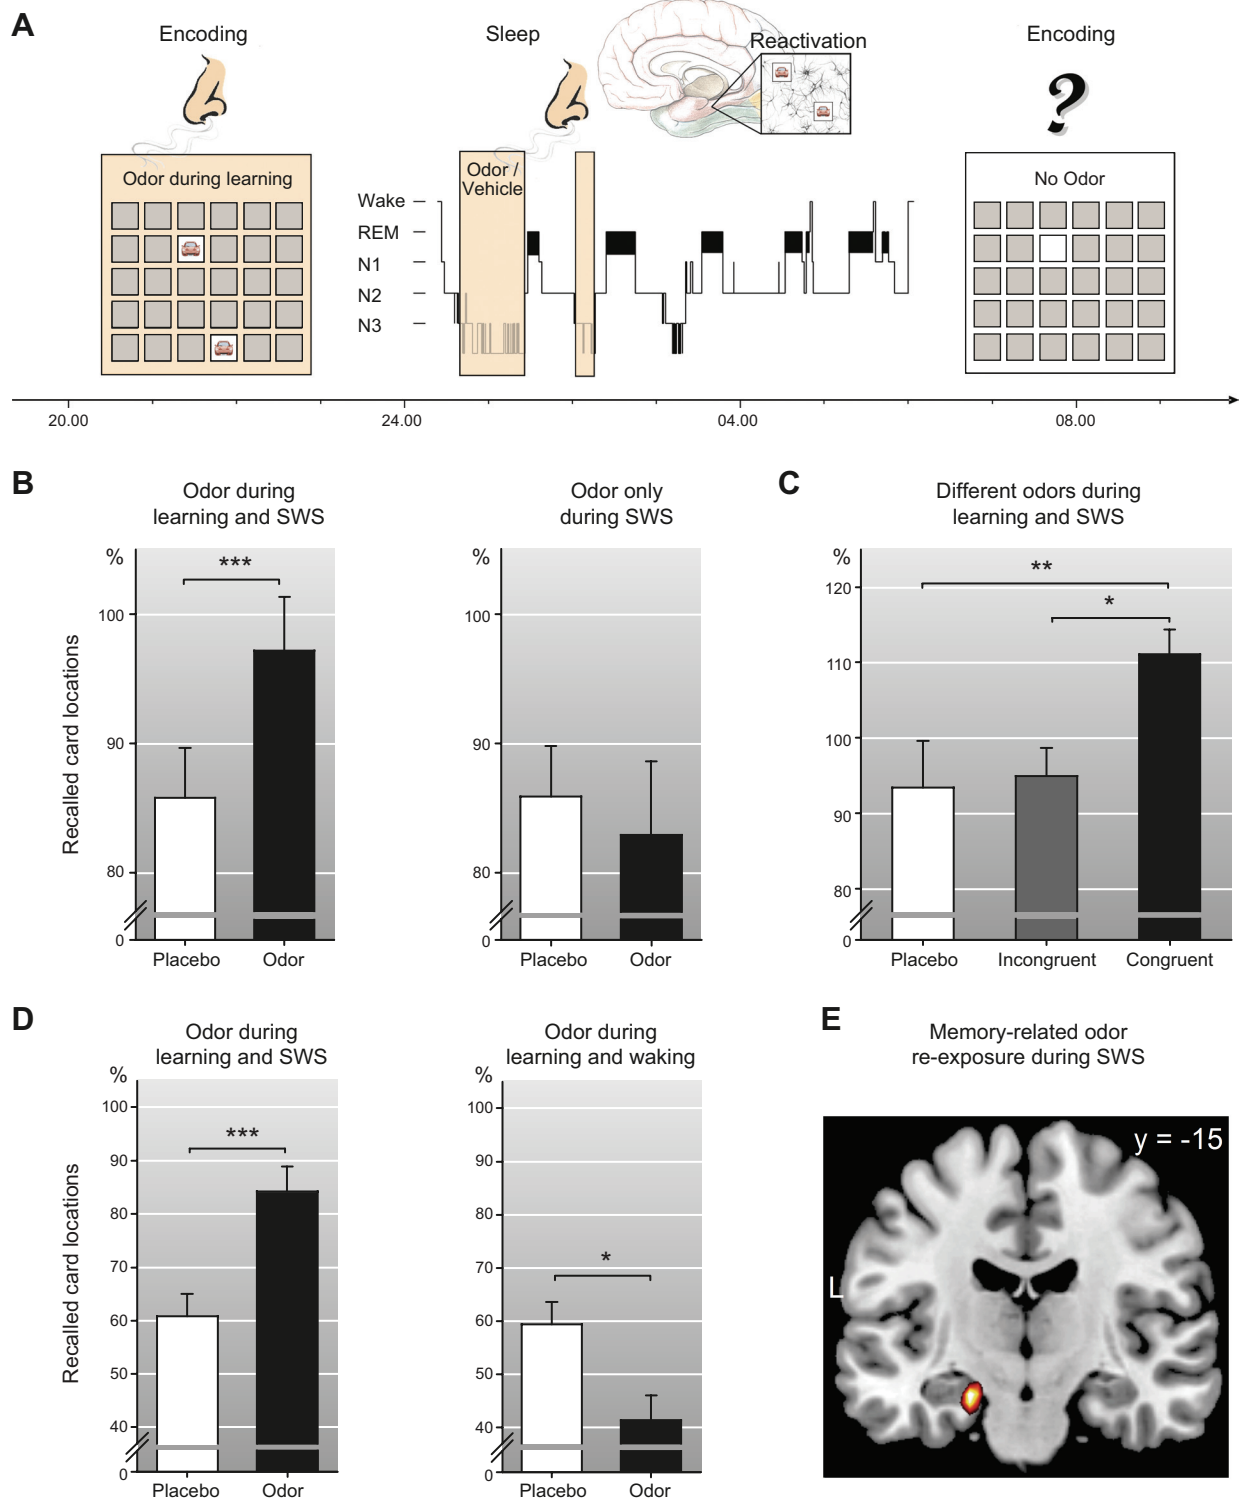 A
Encoding
Sleep
Reactivation
Encoding
?
Odor during learning
Odor /
Vehicle
No Odor
Wake
REM
N1
N2
N3
20.00
24.00
04.00
08.00
B
Odor during
learning and SWS
%
***
100
90
80
0
Recalled card locations
Placebo
Odor
Odor only
during SWS
%
100
90
80
0
Placebo
Odor
C
Different odors during
learning and SWS
%
**
*
120
110
100
90
80
0
Placebo
Incongruent
Congruent
D
Odor during
learning and SWS
%
***
100
90
80
70
60
50
40
0
Recalled card locations
Placebo
Odor
Odor during
learning and waking
%
*
100
90
80
70
60
50
40
0
Placebo
Odor
E
Memory-related odor
re-exposure during SWS
y = -15
L